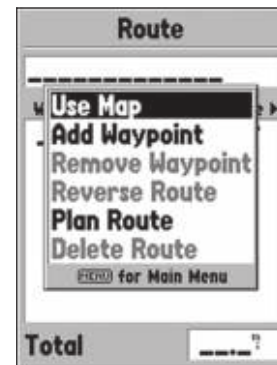 Route
Use Map
Add Waypoint
Remove Waypoint
Reverse Route
Plan Route
Delete Route
MENU for Main Menu
Total